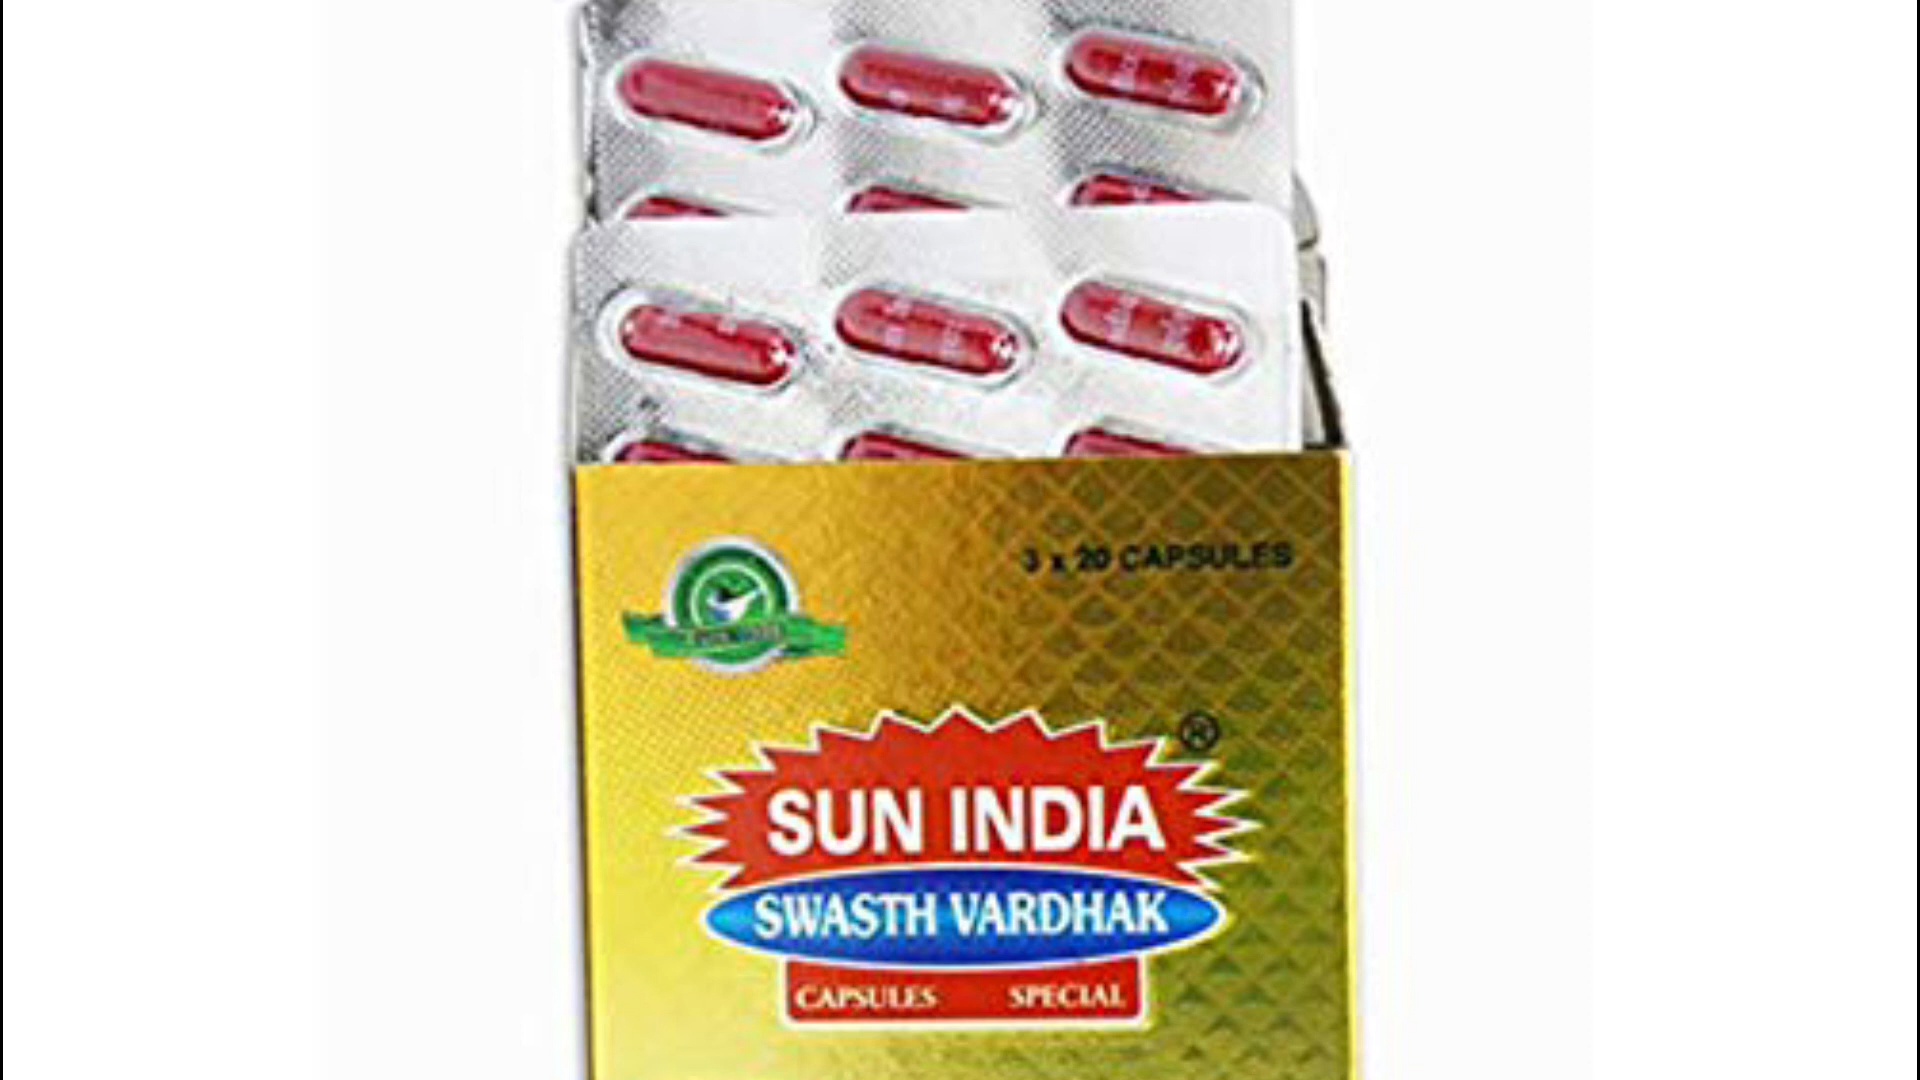 3 x 20 CAPSULES
®
SUN INDIA
SWASTH VARDHAK
CAPSULES SPECIAL